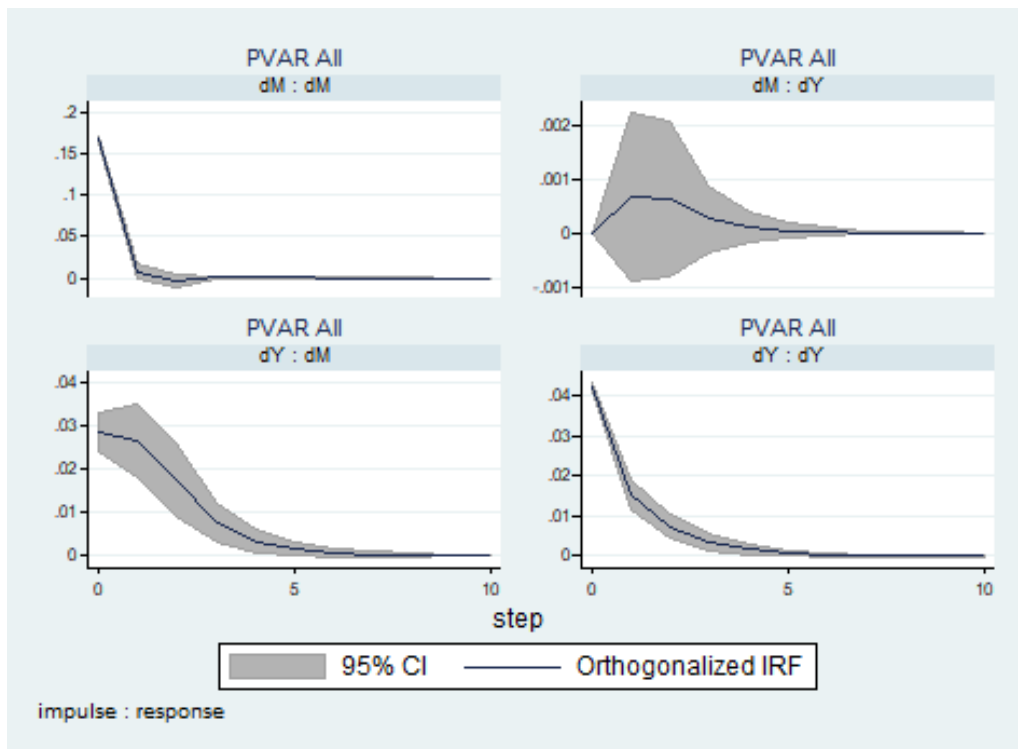 PVAR All
dM : dM
.2
.15
.1
.05
0
PVAR All
dM : dY
.002
.001
0
-.001
PVAR All
dY : dM
.04
.03
.02
.01
0
0 5 10
PVAR All
dY : dY
.04
.03
.02
.01
0
0 5 10
step
95% CI Orthogonalized IRF
impulse : response